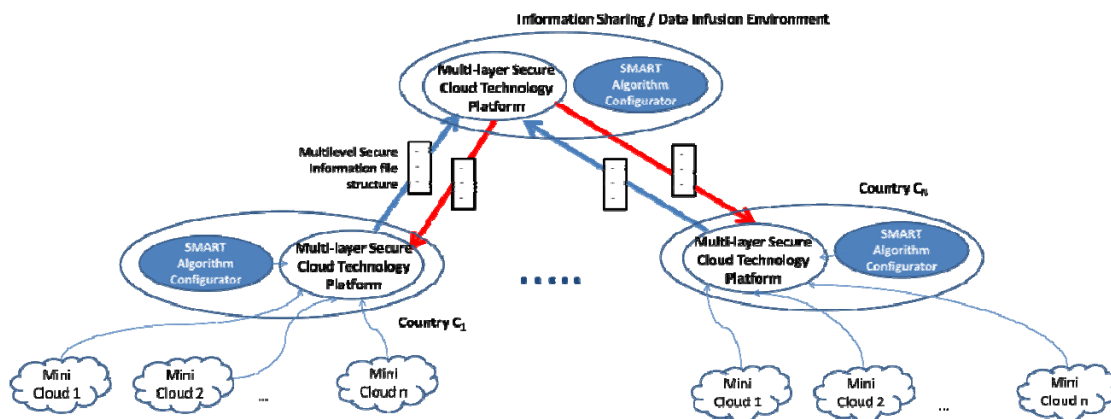 Information Sharing / Data Infusion Environment
Multi-layer Secure
Cloud Technology
Platform
SMART
Algorithm
Configurator
Multilevel Secure
Information file
structure
Country C1
SMART
Algorithm
Configurator
Multi-layer Secure
Cloud Technology
Platform
.....
Country CN
Multi-layer Secure
Cloud Technology
Platform
SMART
Algorithm
Configurator
Mini
Cloud 1
Mini
Cloud 2
...
Mini
Cloud n
Mini
Cloud 1
Mini
Cloud 2
...
Mini
Cloud n